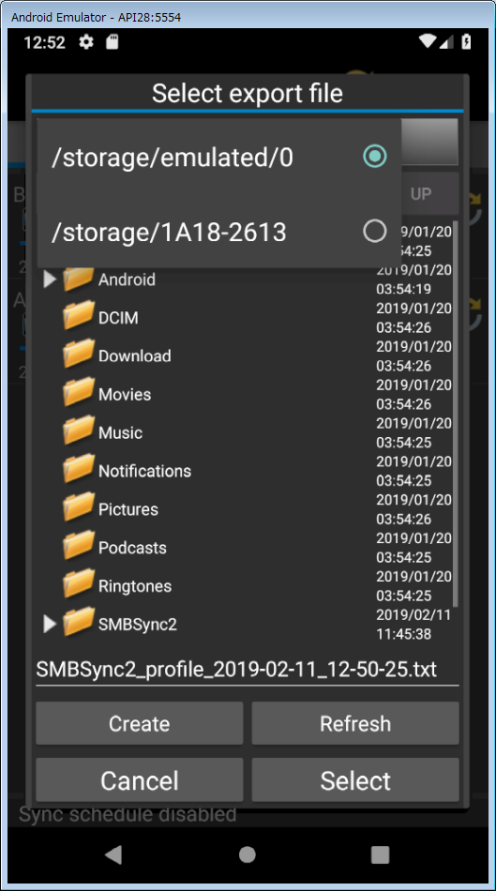 Android Emulator - API28:5554
12:52
Select export file
/storage/emulated/0
/storage/1A18-2613
UP
9/01/20
54:25
Android 2019/01/20
03:54:19
DCIM 2019/01/20
03:54:26
Download 2019/01/20
03:54:26
Movies 2019/01/20
03:54:26
Music 2019/01/20
03:54:25
Notifications 2019/01/20
03:54:25
Pictures 2019/01/20
03:54:26
Podcasts 2019/01/20
03:54:25
Ringtones 2019/01/20
03:54:25
SMBSync2 2019/02/11
11:45:38
SMBSync2_profile_2019-02-11_12-50-25.txt
Create Refresh
Cancel Select
Sync schedule disabled